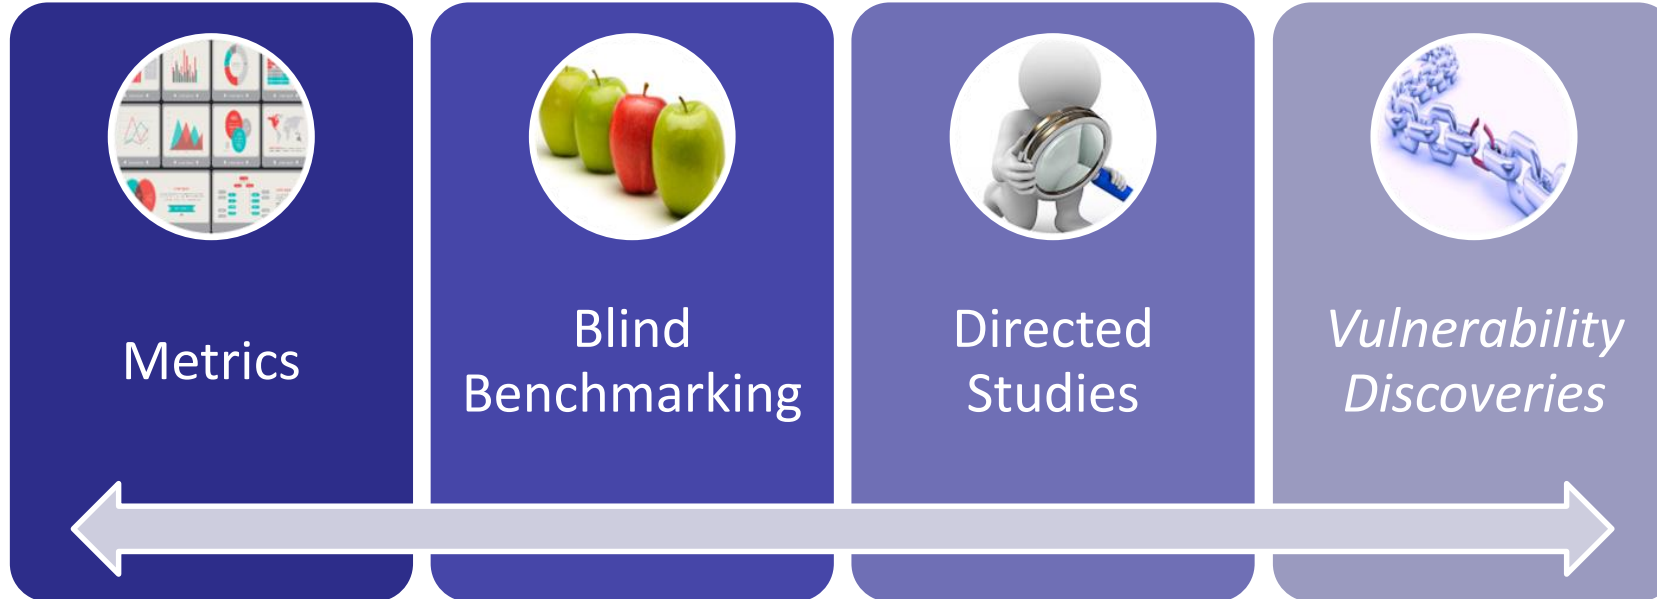 Metrics
Blind
Benchmarking
Directed
Studies
Vulnerability
Discoveries